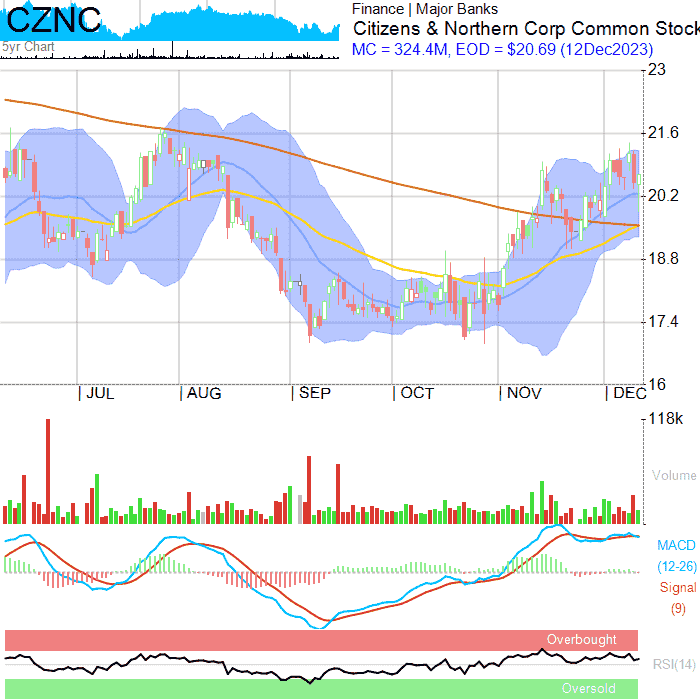 CZNC
5yr Chart
Finance | Major Banks
Citizens & Northern Corp Common Stock
MC = 324.4M, EOD = $20.69 (12Dec2023)
23
21.6
20.2
18.8
17.4
16
JUL AUG SEP OCT NOV DEC
118k
Volume
MACD
(12-26)
Signal
(9)
Overbought
RSI(14)
Oversold